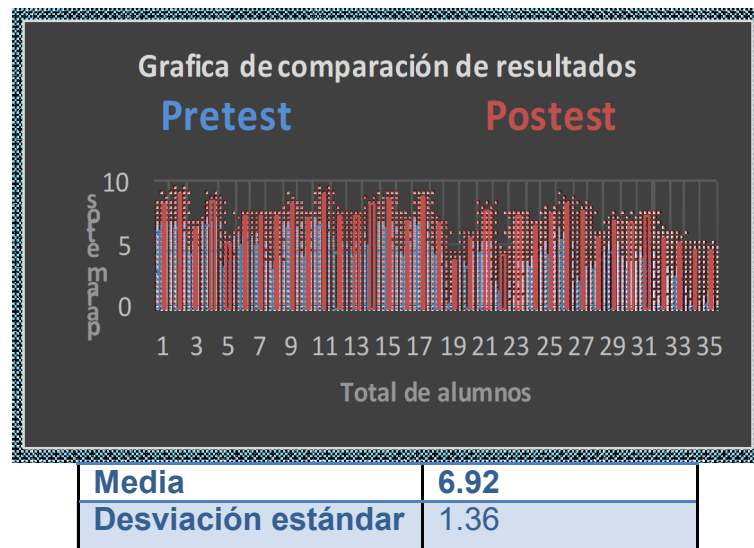 Grafica de comparación de resultados
Pretest Postest
10
5
0
parámetros
1 3 5 7 9 11 13 15 17 19 21 23 25 27 29 31 33 35
Total de alumnos
Media 6.92
Desviación estándar 1.36